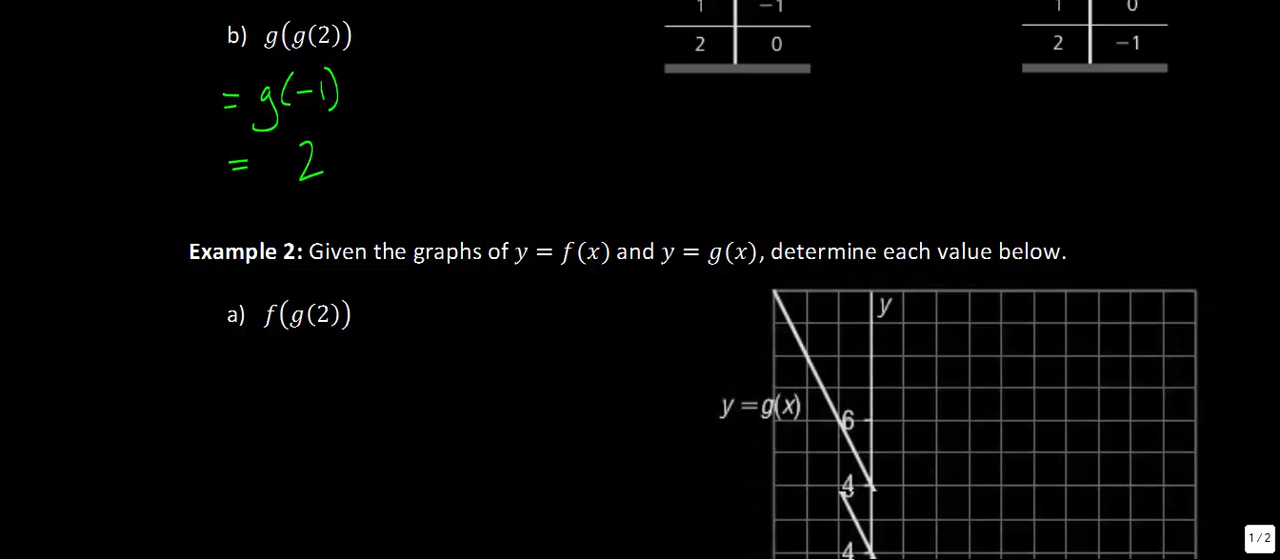 1 | −1
1 | 0
b) g(g(2))
2 | 0
2 | −1
= g(−1)
= 2
Example 2: Given the graphs of y = f(x) and y = g(x), determine each value below.
a) f(g(2))
y
y = g(x)
6
4
4
1 / 2